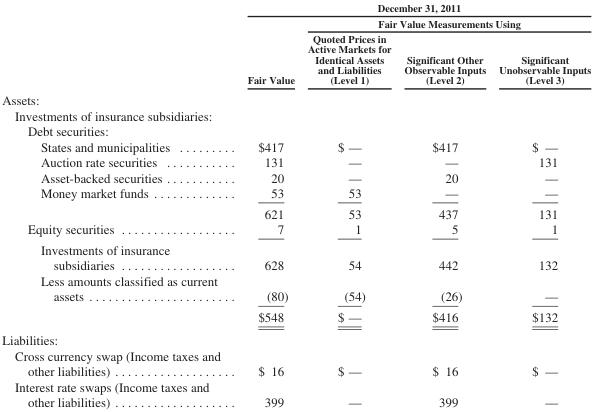 December 31, 2011
Fair Value Measurements Using
Quoted Prices in
Active Markets for
Identical Assets
and Liabilities
(Level 1)
Significant Other
Observable Inputs
(Level 2)
Significant
Unobservable Inputs
(Level 3)
Fair Value
Assets:
Investments of insurance subsidiaries:
Debt securities:
States and municipalities ......... $417 $ — $417 $ —
Auction rate securities ........... 131 — — 131
Asset-backed securities ........... 20 — 20 —
Money market funds ............. 53 53 — —
621 53 437 131
Equity securities .................. 7 1 5 1
Investments of insurance
subsidiaries .................. 628 54 442 132
Less amounts classified as current
assets ....................... (80) (54) (26) —
$548 $ — $416 $132
Liabilities:
Cross currency swap (Income taxes and
other liabilities) ................... $ 16 $ — $ 16 $ —
Interest rate swaps (Income taxes and
other liabilities) ................... 399 — 399 —